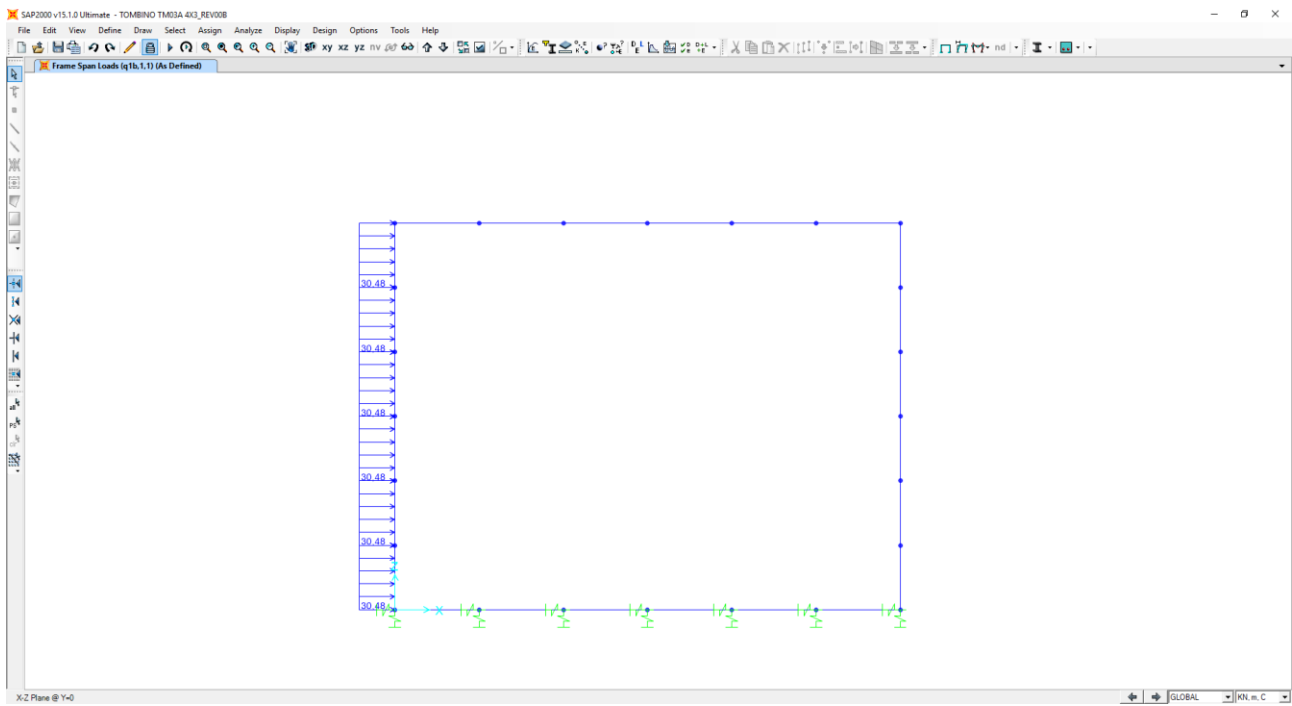 SAP2000 v15.1.0 Ultimate - TOMBINO TM03A 4X3_REV00B
File Edit View Define Draw Select Assign Analyze Display Design Options Tools Help
xy xz yz nv nd
Frame Span Loads (q1b,1,1) (As Defined)
30.48
30.48
30.48
30.48
30.48
30.48
X
X-Z Plane @ Y=0
GLOBAL
KN, m, C